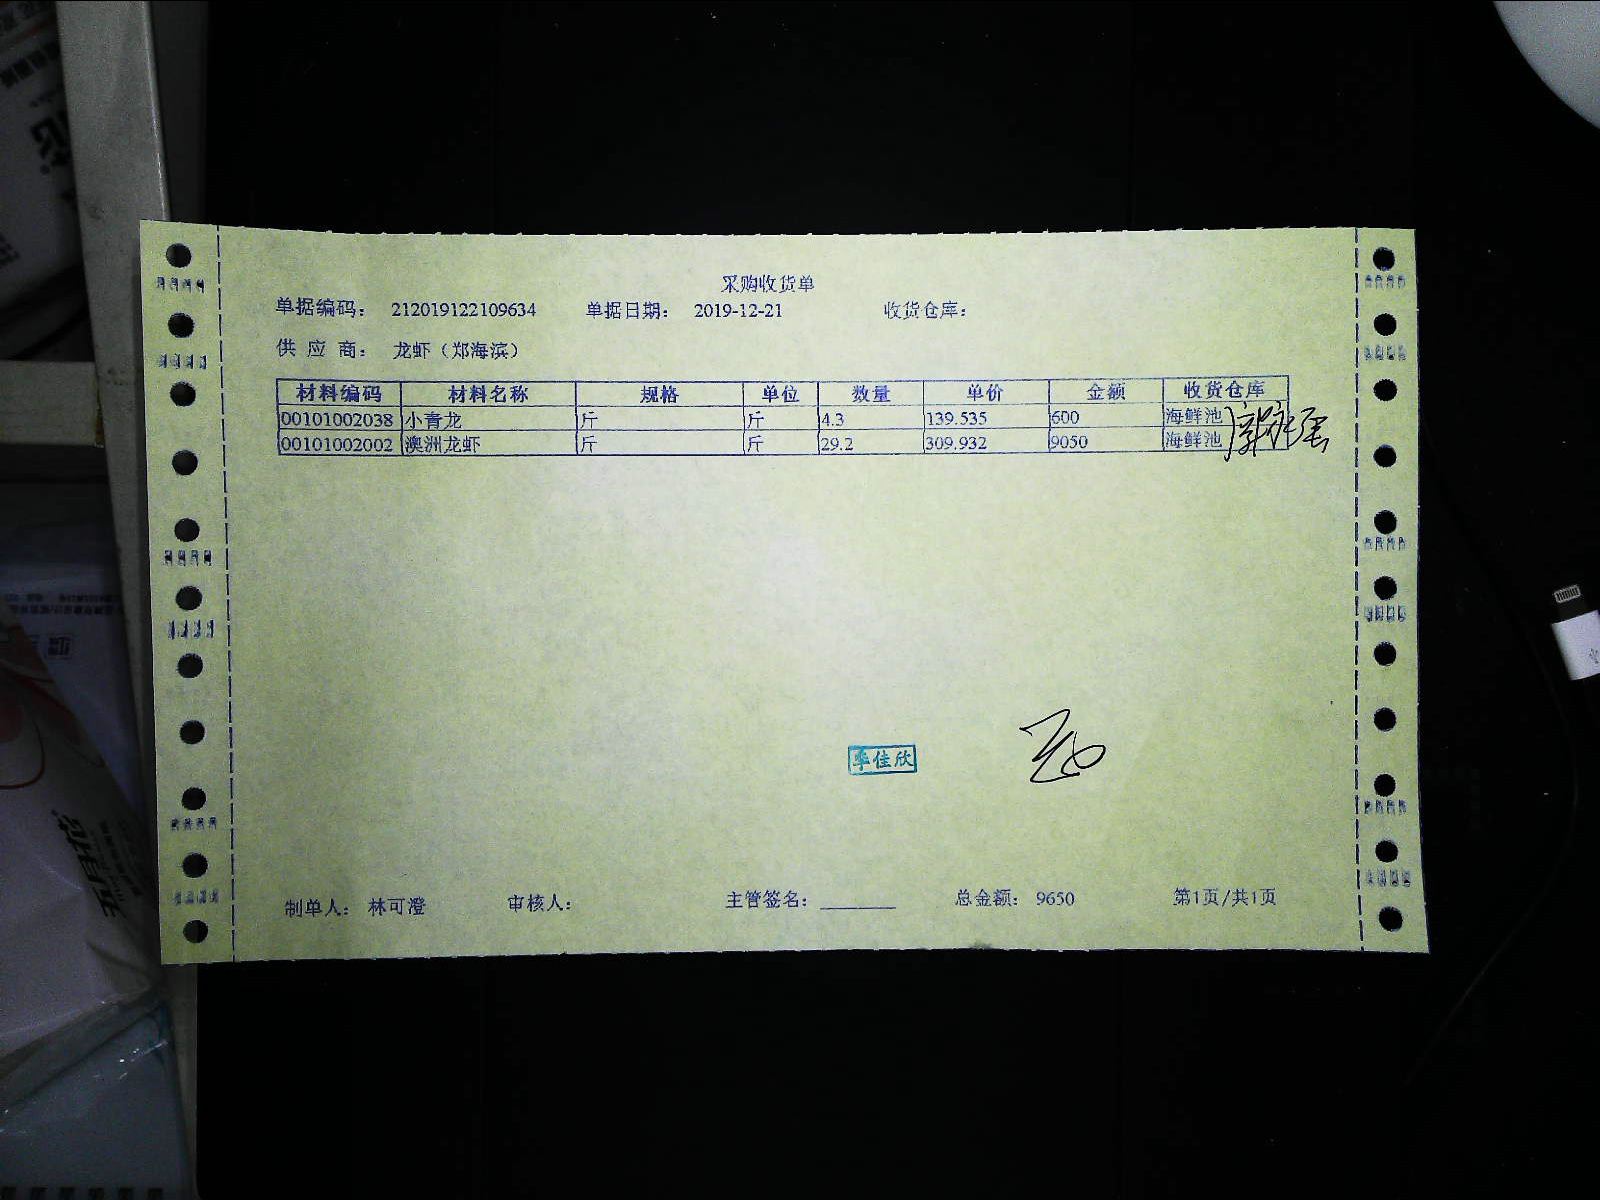 采购收货单
单据编码： 212019122109634 单据日期： 2019-12-21 收货仓库：
供 应 商： 龙虾（郑海滨）
材料编码 材料名称 规格 单位 数量 单价 金额 收货仓库
00101002038 小青龙 斤 斤 4.3 139.535 600 海鲜池
00101002002 澳洲龙虾 斤 斤 29.2 309.932 9050 海鲜池
李佳欣
制单人： 林可澄 审核人： 主管签名：________ 总金额： 9650 第1页/共1页